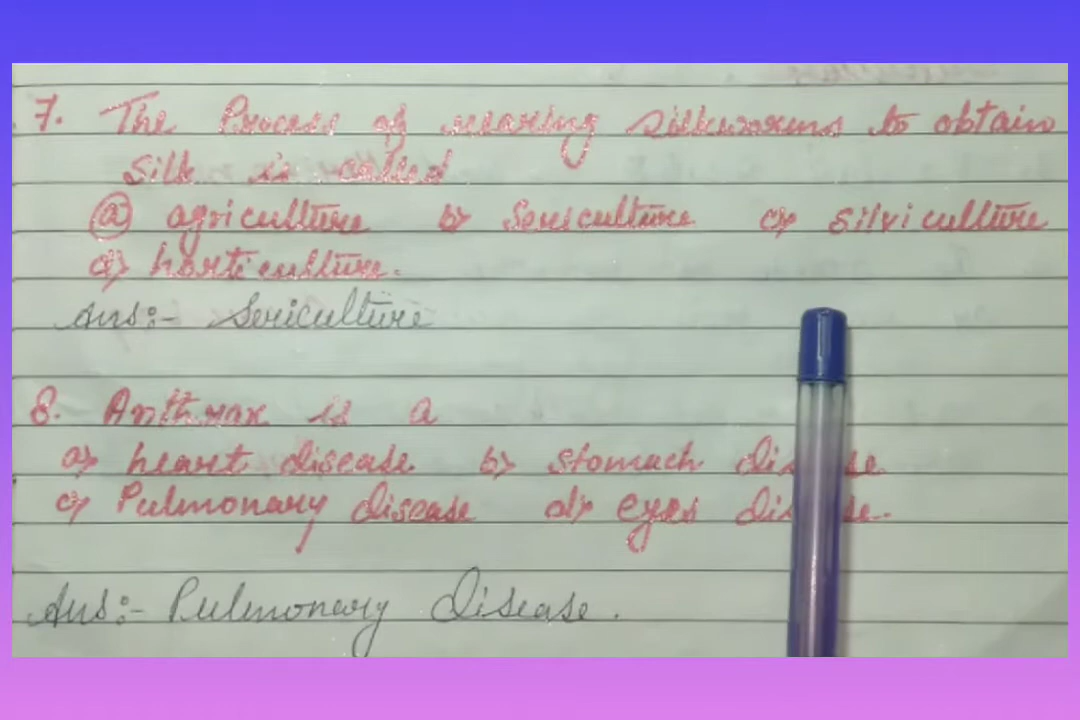 7. The Process of rearing silkworms to obtain
silk is called
(a) agriculture b) Sericulture c) silviculture
d) horticulture.
Ans:- Sericulture
8. Anthrax is a
a) heart disease b) stomach
c) Pulmonary disease d) eyes
Ans:- Pulmonary Disease.